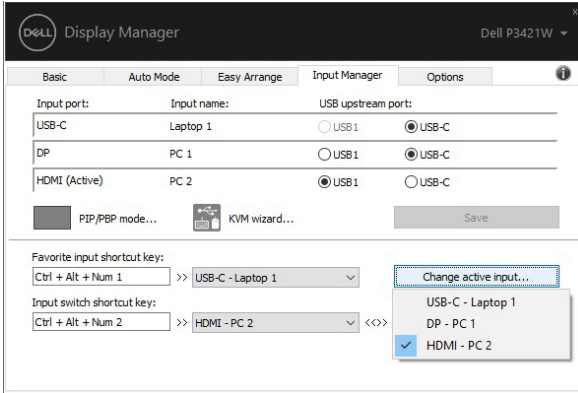 DELL Display Manager Dell P3421W
Basic Auto Mode Easy Arrange Input Manager Options
Input port: Input name: USB upstream port:
USB-C Laptop 1 USB1 USB-C
DP PC 1 USB1 USB-C
HDMI (Active) PC 2 USB1 USB-C
PIP/PBP mode... KVM wizard... Save
Favorite input shortcut key:
Ctrl + Alt + Num 1 >> USB-C - Laptop 1 Change active input...
Input switch shortcut key: USB-C - Laptop 1
Ctrl + Alt + Num 2 >> HDMI - PC 2 <<>> DP - PC 1
HDMI - PC 2